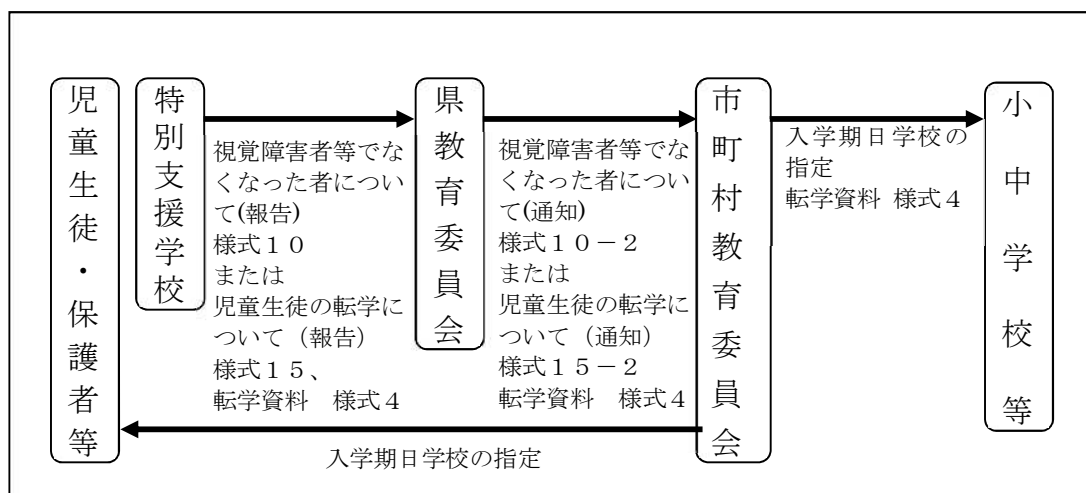 児童生徒・保護者等
特別支援学校
視覚障害者等でな
くなった者につい
て(報告)
様式１０
または
児童生徒の転学に
ついて（報告）
様式１５、
転学資料　様式４
県教育委員会
視覚障害者等でな
くなった者につい
て(通知)
様式１０－２
または
児童生徒の転学に
ついて（通知）
様式１５－２
転学資料　様式４
市町村教育委員会
入学期日学校の
指定
転学資料 様式４
小中学校等
入学期日学校の指定